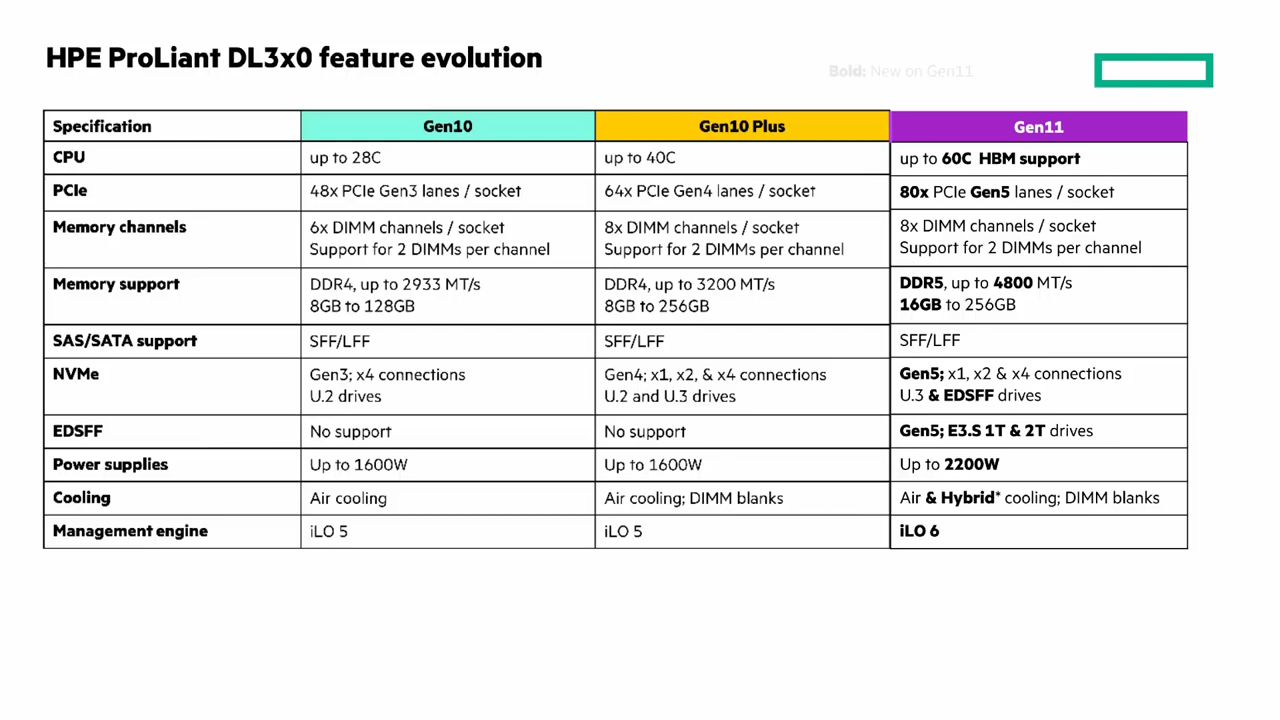 HPE ProLiant DL3x0 feature evolution
Bold: New on Gen11
Specification Gen10 Gen10 Plus Gen11
CPU up to 28C up to 40C up to 60C HBM support
PCIe 48x PCIe Gen3 lanes / socket 64x PCIe Gen4 lanes / socket 80x PCIe Gen5 lanes / socket
Memory channels 6x DIMM channels / socket 8x DIMM channels / socket 8x DIMM channels / socket
Support for 2 DIMMs per channel Support for 2 DIMMs per channel Support for 2 DIMMs per channel
Memory support DDR4, up to 2933 MT/s DDR4, up to 3200 MT/s DDR5, up to 4800 MT/s
8GB to 128GB 8GB to 256GB 16GB to 256GB
SAS/SATA support SFF/LFF SFF/LFF SFF/LFF
NVMe Gen3; x4 connections Gen4; x1, x2, & x4 connections Gen5; x1, x2 & x4 connections
U.2 drives U.2 and U.3 drives U.3 & EDSFF drives
EDSFF No support No support Gen5; E3.S 1T & 2T drives
Power supplies Up to 1600W Up to 1600W Up to 2200W
Cooling Air cooling Air cooling; DIMM blanks Air & Hybrid* cooling; DIMM blanks
Management engine iLO 5 iLO 5 iLO 6